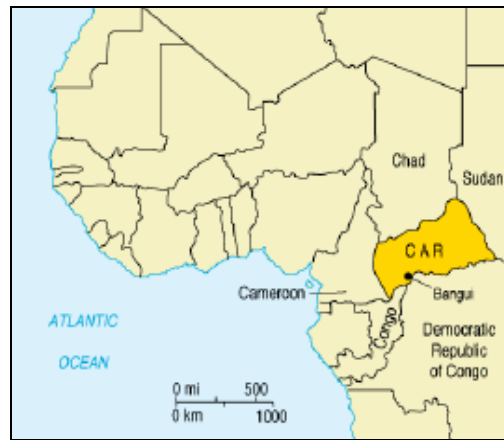 Chad
Sudan
CAR
Cameroon
Bangui
Congo
ATLANTIC
OCEAN
Democratic
Republic
of Congo
0 mi 500
0 km 1000